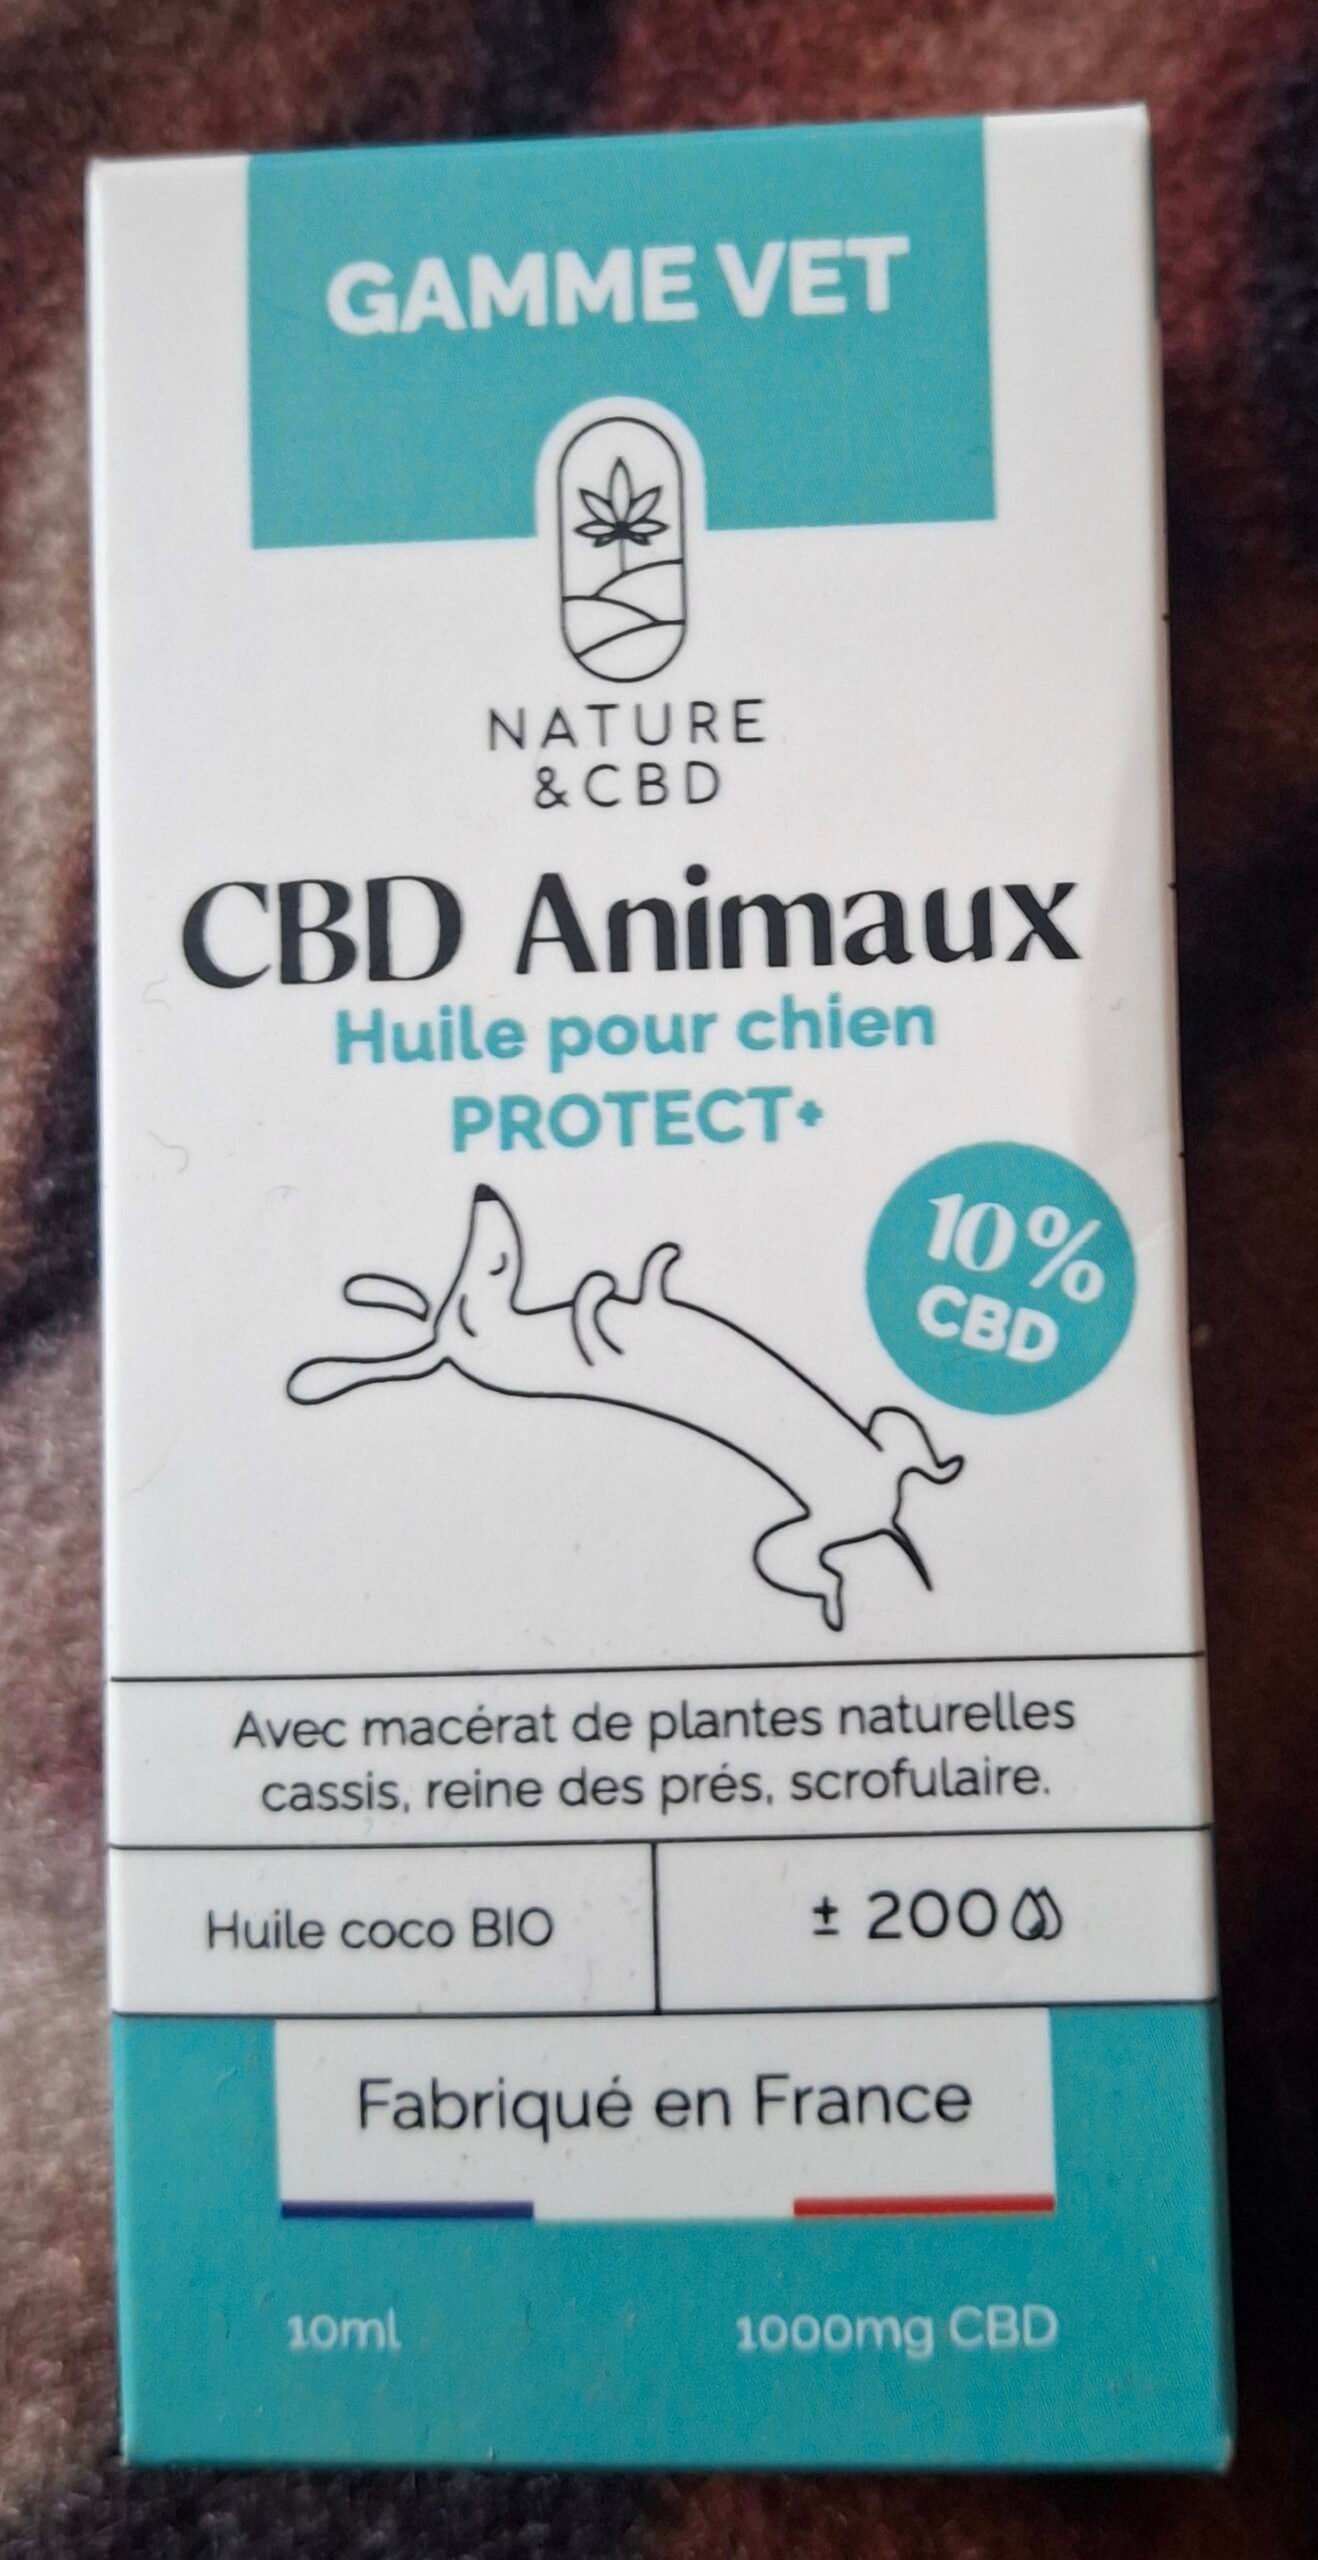 GAMME VET
NATURE
&CBD
CBD Animaux
Huile pour chien
PROTECT+
10%
CBD
Avec macérat de plantes naturelles
cassis, reine des prés, scrofulaire.
Huile coco BIO
± 200
Fabriqué en France
10ml
1000mg CBD